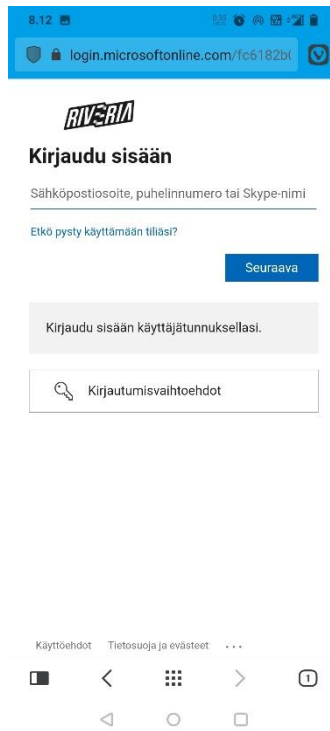 8.12
login.microsoftonline.com/fc6182b(
RIVERIA
Kirjaudu sisään
Sähköpostiosoite, puhelinnumero tai Skype-nimi
Etkö pysty käyttämään tiliäsi?
Seuraava
Kirjaudu sisään käyttäjätunnuksellasi.
Kirjautumisvaihtoehdot
Käyttöehdot Tietosuoja ja evästeet ...
1